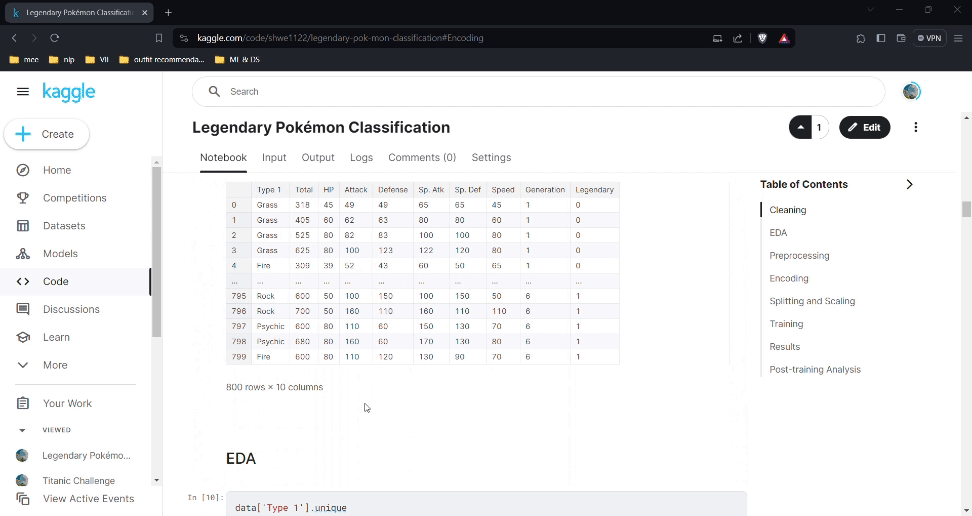 Legendary Pokémon Classificatio
kaggle.com/code/shwe1122/legendary-pok-mon-classification#Encoding
VPN
mee
nlp
VII
outfit recommenda...
ML & DS
kaggle
Search
Create
Home
Competitions
Datasets
Models
Code
Discussions
Learn
More
Your Work
VIEWED
Legendary Pokémo...
Titanic Challenge
View Active Events
Legendary Pokémon Classification
1
Edit
Notebook Input Output Logs Comments (0) Settings
Type 1 Total HP Attack Defense Sp. Atk Sp. Def Speed Generation Legendary
0 Grass 318 45 49 49 65 65 45 1 0
1 Grass 405 60 62 63 80 80 60 1 0
2 Grass 525 80 82 83 100 100 80 1 0
3 Grass 625 80 100 123 122 120 80 1 0
4 Fire 309 39 52 43 60 50 65 1 0
... ... ... ... ... ... ... ... ... ... ...
795 Rock 600 50 100 150 100 150 50 6 1
796 Rock 700 50 160 110 160 110 110 6 1
797 Psychic 600 80 110 60 150 130 70 6 1
798 Psychic 680 80 160 60 170 130 80 6 1
799 Fire 600 80 110 120 130 90 70 6 1
800 rows × 10 columns
EDA
In [10]:
data['Type 1'].unique
Table of Contents
Cleaning
EDA
Preprocessing
Encoding
Splitting and Scaling
Training
Results
Post-training Analysis